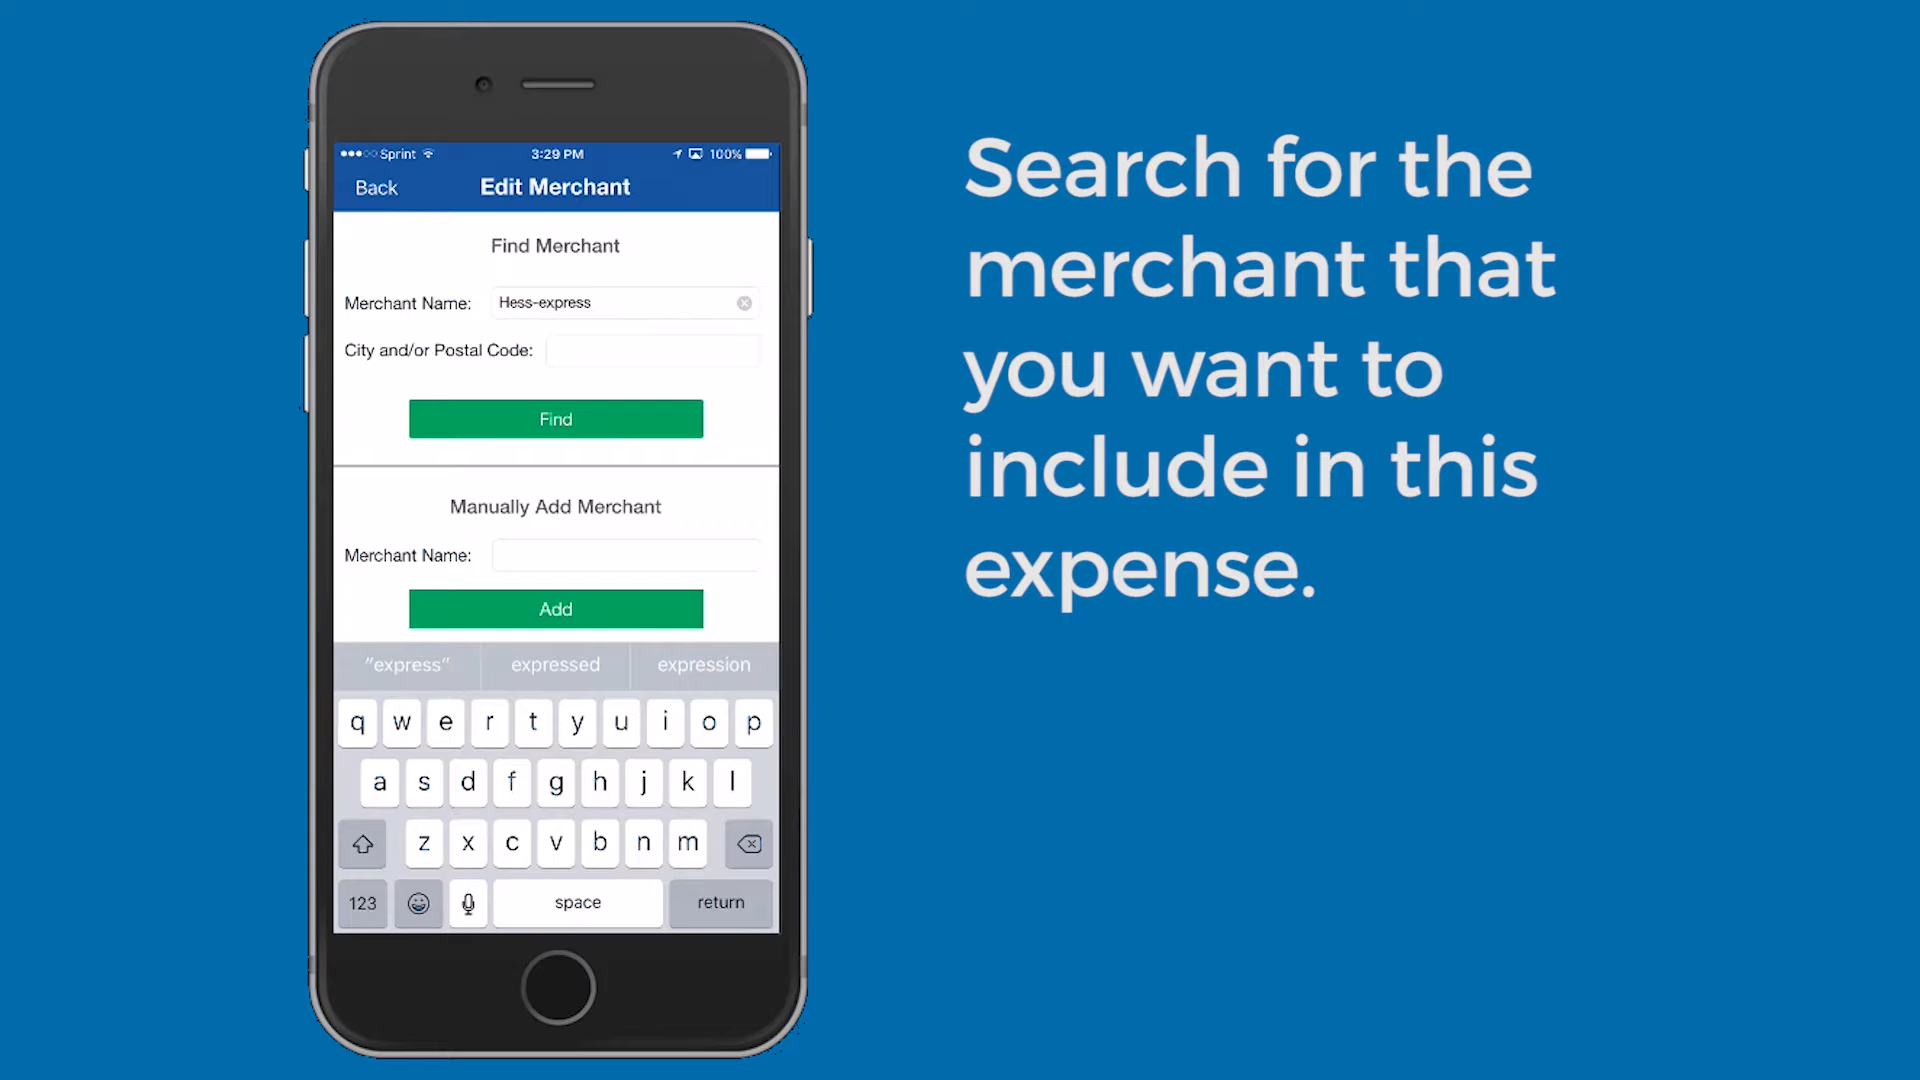 Sprint 3:29 PM 100%
Back Edit Merchant
Find Merchant
Merchant Name: Hess-express
City and/or Postal Code:
Find
Manually Add Merchant
Merchant Name:
Add
"express" expressed expression
q w e r t y u i o p
a s d f g h j k l
z x c v b n m
123 space return
Search for the
merchant that
you want to
include in this
expense.